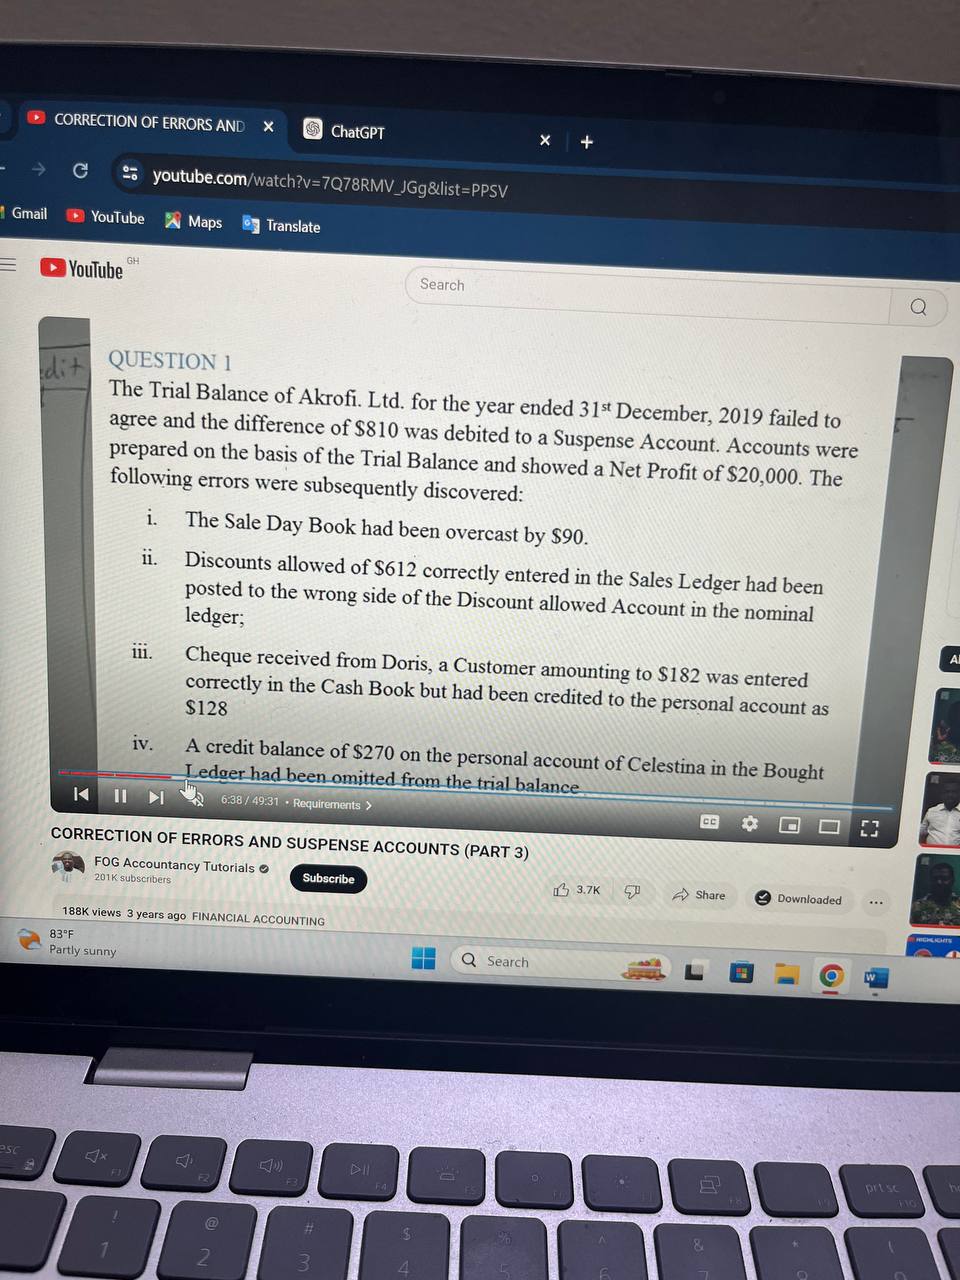 CORRECTION OF ERRORS AND
ChatGPT
youtube.com/watch?v=7Q78RMV_JGg&list=PPSV
Gmail YouTube Maps Translate
YouTube GH
Search
edit
QUESTION 1
The Trial Balance of Akrofi. Ltd. for the year ended 31st December, 2019 failed to
agree and the difference of $810 was debited to a Suspense Account. Accounts were
prepared on the basis of the Trial Balance and showed a Net Profit of $20,000. The
following errors were subsequently discovered:
i. The Sale Day Book had been overcast by $90.
ii. Discounts allowed of $612 correctly entered in the Sales Ledger had been
posted to the wrong side of the Discount allowed Account in the nominal
ledger;
iii. Cheque received from Doris, a Customer amounting to $182 was entered
correctly in the Cash Book but had been credited to the personal account as
$128
iv. A credit balance of $270 on the personal account of Celestina in the Bought
Ledger had been omitted from the trial balance
6:38 / 49:31 • Requirements
CC
CORRECTION OF ERRORS AND SUSPENSE ACCOUNTS (PART 3)
FOG Accountancy Tutorials
201K subscribers
Subscribe
3.7K
Share
Downloaded
188K views 3 years ago FINANCIAL ACCOUNTING
HIGHLIGHTS
83°F
Partly sunny
Search
esc
F1
F2
F3
F4
F5
F8
prt sc
F10
! 1
@ 2
# 3
$ 4
% 5
^ 6
& 7
* 8
(